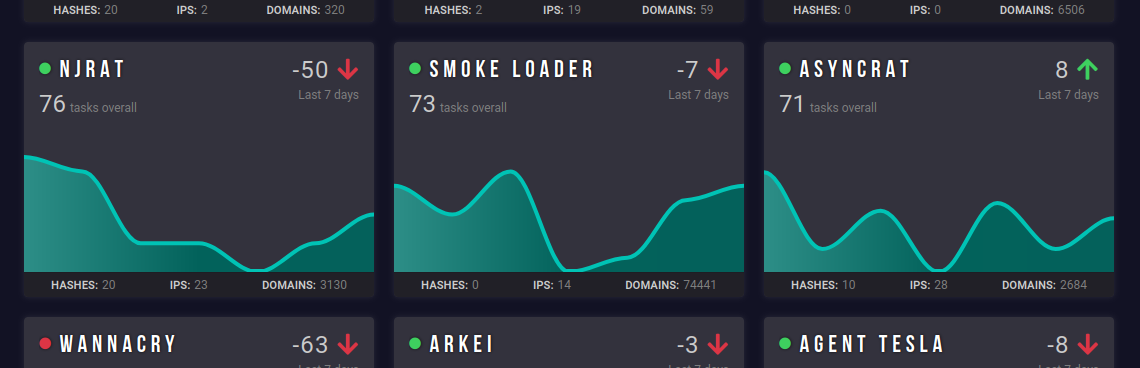 HASHES: 20 IPS: 2 DOMAINS: 320
HASHES: 2 IPS: 19 DOMAINS: 59
HASHES: 0 IPS: 0 DOMAINS: 6506
NJRAT -50
Last 7 days
76 tasks overall
HASHES: 20 IPS: 23 DOMAINS: 3130
SMOKE LOADER -7
Last 7 days
73 tasks overall
HASHES: 0 IPS: 14 DOMAINS: 74441
ASYNCRAT 8
Last 7 days
71 tasks overall
HASHES: 10 IPS: 28 DOMAINS: 2684
WANNACRY -63
ARKEI -3
AGENT TESLA -8